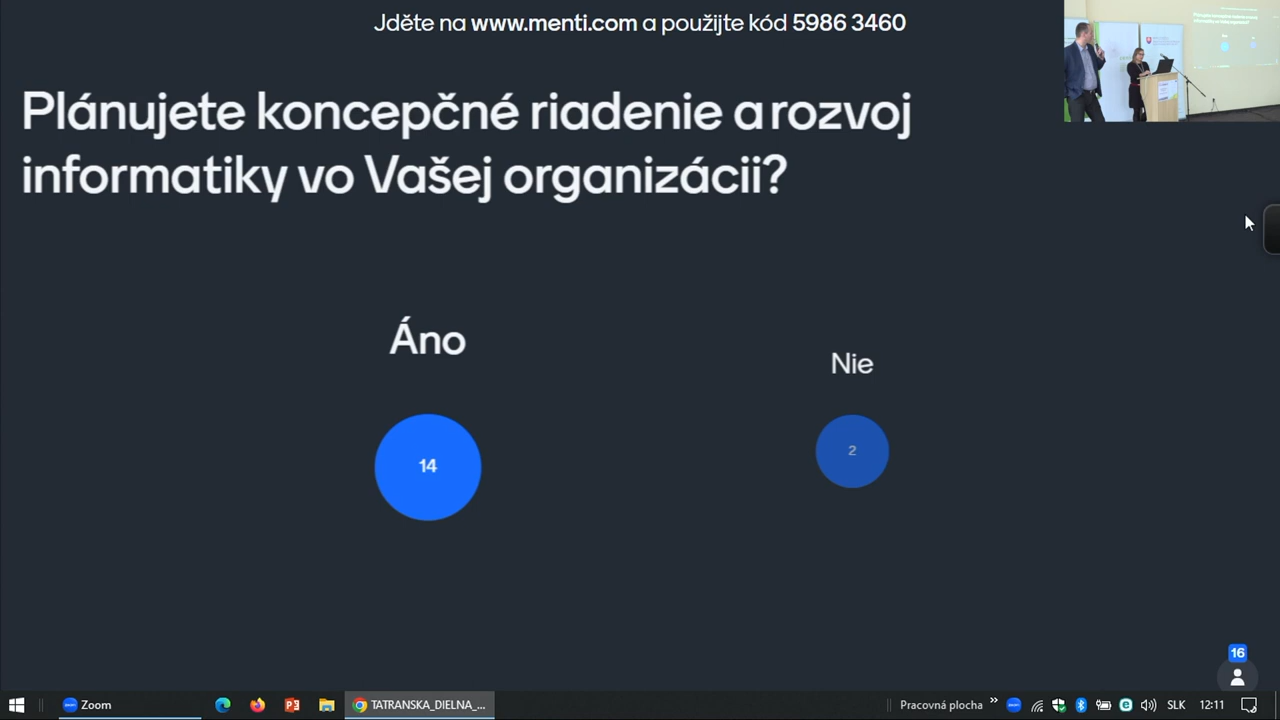 Jděte na www.menti.com a použijte kód 5986 3460
Plánujete koncepčné riadenie a rozvoj
informatiky vo Vašej organizácii?
Áno
Nie
14
2
16
Zoom
TATRANSKA_DIELNA_...
Pracovná plocha
SLK
12:11